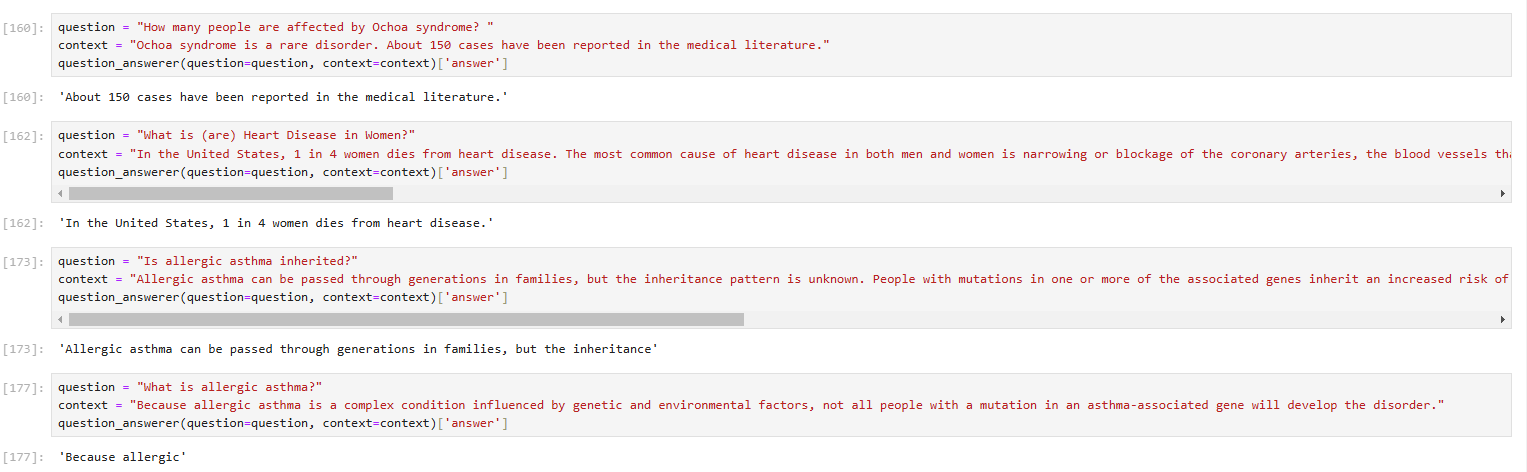 [160]: question = "How many people are affected by Ochoa syndrome? "
context = "Ochoa syndrome is a rare disorder. About 150 cases have been reported in the medical literature."
question_answerer(question=question, context=context)['answer']
[160]: 'About 150 cases have been reported in the medical literature.'
[162]: question = "What is (are) Heart Disease in Women?"
context = "In the United States, 1 in 4 women dies from heart disease. The most common cause of heart disease in both men and women is narrowing or blockage of the coronary arteries, the blood vessels tha
question_answerer(question=question, context=context)['answer']
[162]: 'In the United States, 1 in 4 women dies from heart disease.'
[173]: question = "Is allergic asthma inherited?"
context = "Allergic asthma can be passed through generations in families, but the inheritance pattern is unknown. People with mutations in one or more of the associated genes inherit an increased risk of
question_answerer(question=question, context=context)['answer']
[173]: 'Allergic asthma can be passed through generations in families, but the inheritance'
[177]: question = "What is allergic asthma?"
context = "Because allergic asthma is a complex condition influenced by genetic and environmental factors, not all people with a mutation in an asthma-associated gene will develop the disorder."
question_answerer(question=question, context=context)['answer']
[177]: 'Because allergic'